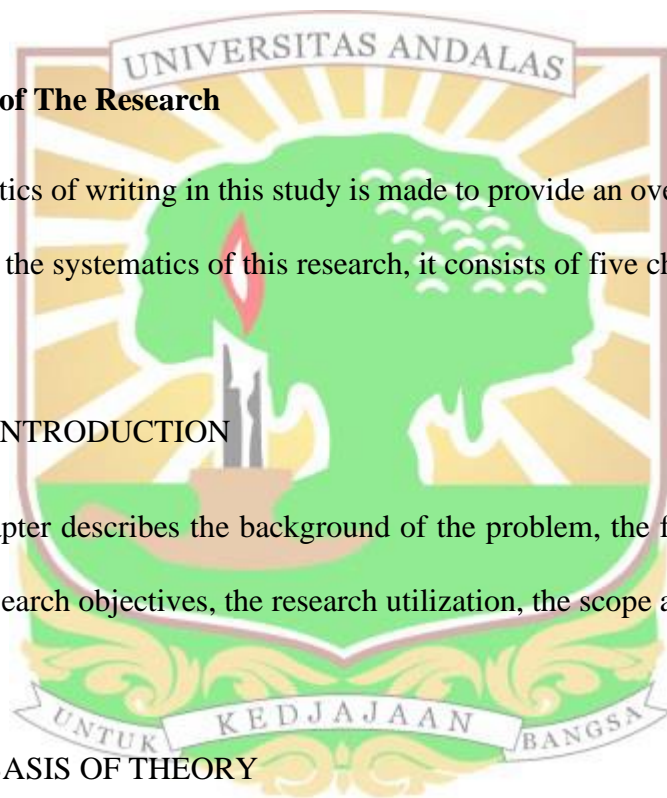 UNIVERSITAS ANDALAS
of The Research
tics of writing in this study is made to provide an ove
the systematics of this research, it consists of five ch
NTRODUCTION
apter describes the background of the problem, the f
earch objectives, the research utilization, the scope a
UNTUK KEDJAJAAN BANGSA
ASIS OF THEORY